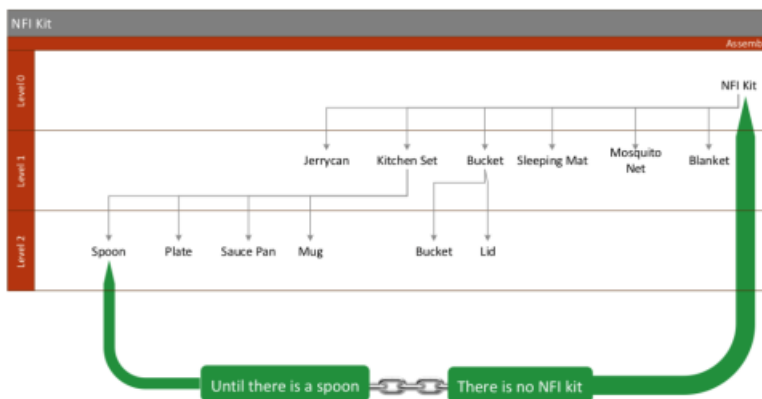 NFI Kit
Assemb
Level 0
NFI Kit
Level 1
Jerrycan Kitchen Set Bucket Sleeping Mat Mosquito Net Blanket
Level 2
Spoon Plate Sauce Pan Mug Bucket Lid
Until there is a spoon There is no NFI kit